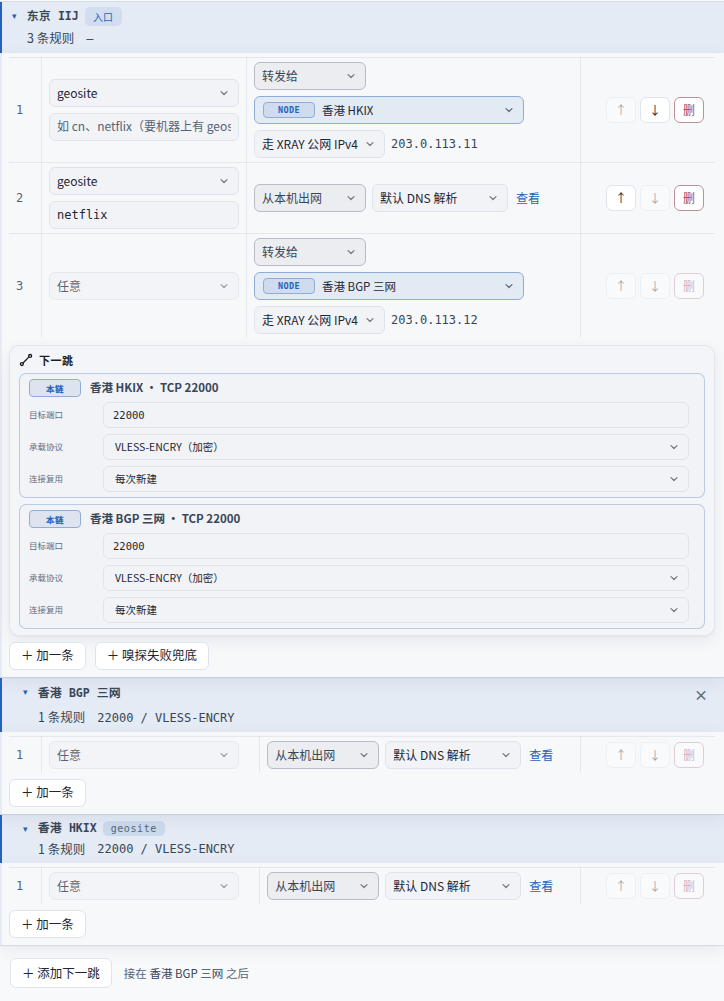 ▾ 东京 IIJ 入口
3 条规则 —
1
geosite
如 cn、netflix（要机器上有 geos
转发给
NODE 香港 HKIX
走 XRAY 公网 IPv4 203.0.113.11
↑ ↓ 删
2
geosite
netflix
从本机出网 默认 DNS 解析 查看
↑ ↓ 删
3
任意
转发给
NODE 香港 BGP 三网
走 XRAY 公网 IPv4 203.0.113.12
↑ ↓ 删
下一跳
本链 香港 HKIX · TCP 22000
目标端口 22000
承载协议 VLESS-ENCRY（加密）
连接复用 每次新建
本链 香港 BGP 三网 · TCP 22000
目标端口 22000
承载协议 VLESS-ENCRY（加密）
连接复用 每次新建
＋ 加一条 ＋ 嗅探失败兜底
▾ 香港 BGP 三网 ×
1 条规则 22000 / VLESS-ENCRY
1 任意 从本机出网 默认 DNS 解析 查看 ↑ ↓ 删
＋ 加一条
▾ 香港 HKIX geosite
1 条规则 22000 / VLESS-ENCRY
1 任意 从本机出网 默认 DNS 解析 查看 ↑ ↓ 删
＋ 加一条
＋ 添加下一跳 接在 香港 BGP 三网 之后